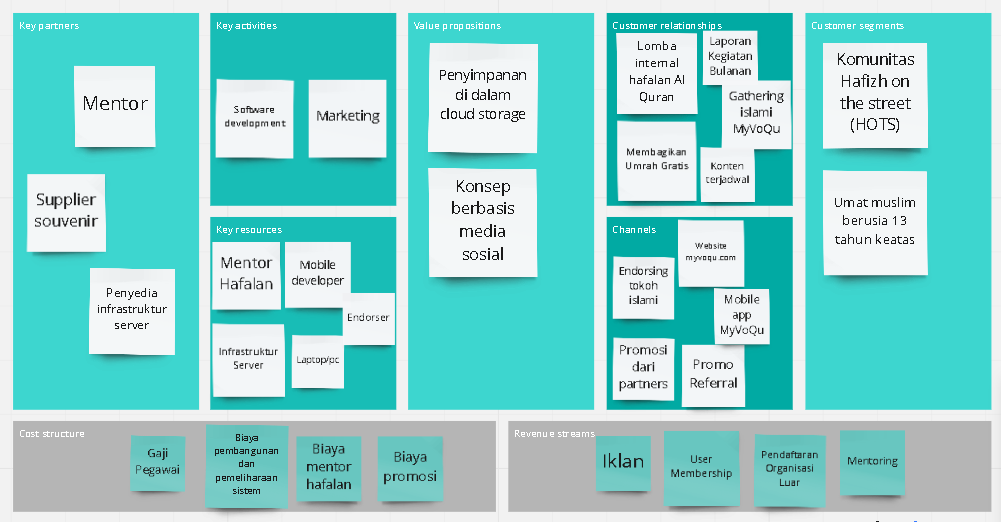 Key partners
Mentor
Supplier
souvenir
Penyedia
infrastruktur
server
Key activities
Software
development
Marketing
Key resources
Mentor
Hafalan
Mobile
developer
Endorser
Infrastruktur
Server
Laptop/pc
Value propositions
Penyimpanan
di dalam
cloud storage
Konsep
berbasis
media
sosial
Customer relationships
Lomba
internal
hafalan Al
Quran
Laporan
Kegiatan
Bulanan
Gathering
islami
MyVoQu
Membagikan
Umrah Gratis
Konten
terjadwal
Channels
Website
myvoqu.com
Endorsing
tokoh
islami
Mobile
app
MyVoQu
Promosi
dari
partners
Promo
Referral
Customer segments
Komunitas
Hafizh on
the street
(HOTS)
Umat muslim
berusia 13
tahun keatas
Cost structure
Gaji
Pegawai
Biaya
pembangunan
dan
pemeliharaan
sistem
Biaya
mentor
hafalan
Biaya
promosi
Revenue streams
Iklan
User
Membership
Pendaftaran
Organisasi
Luar
Mentoring